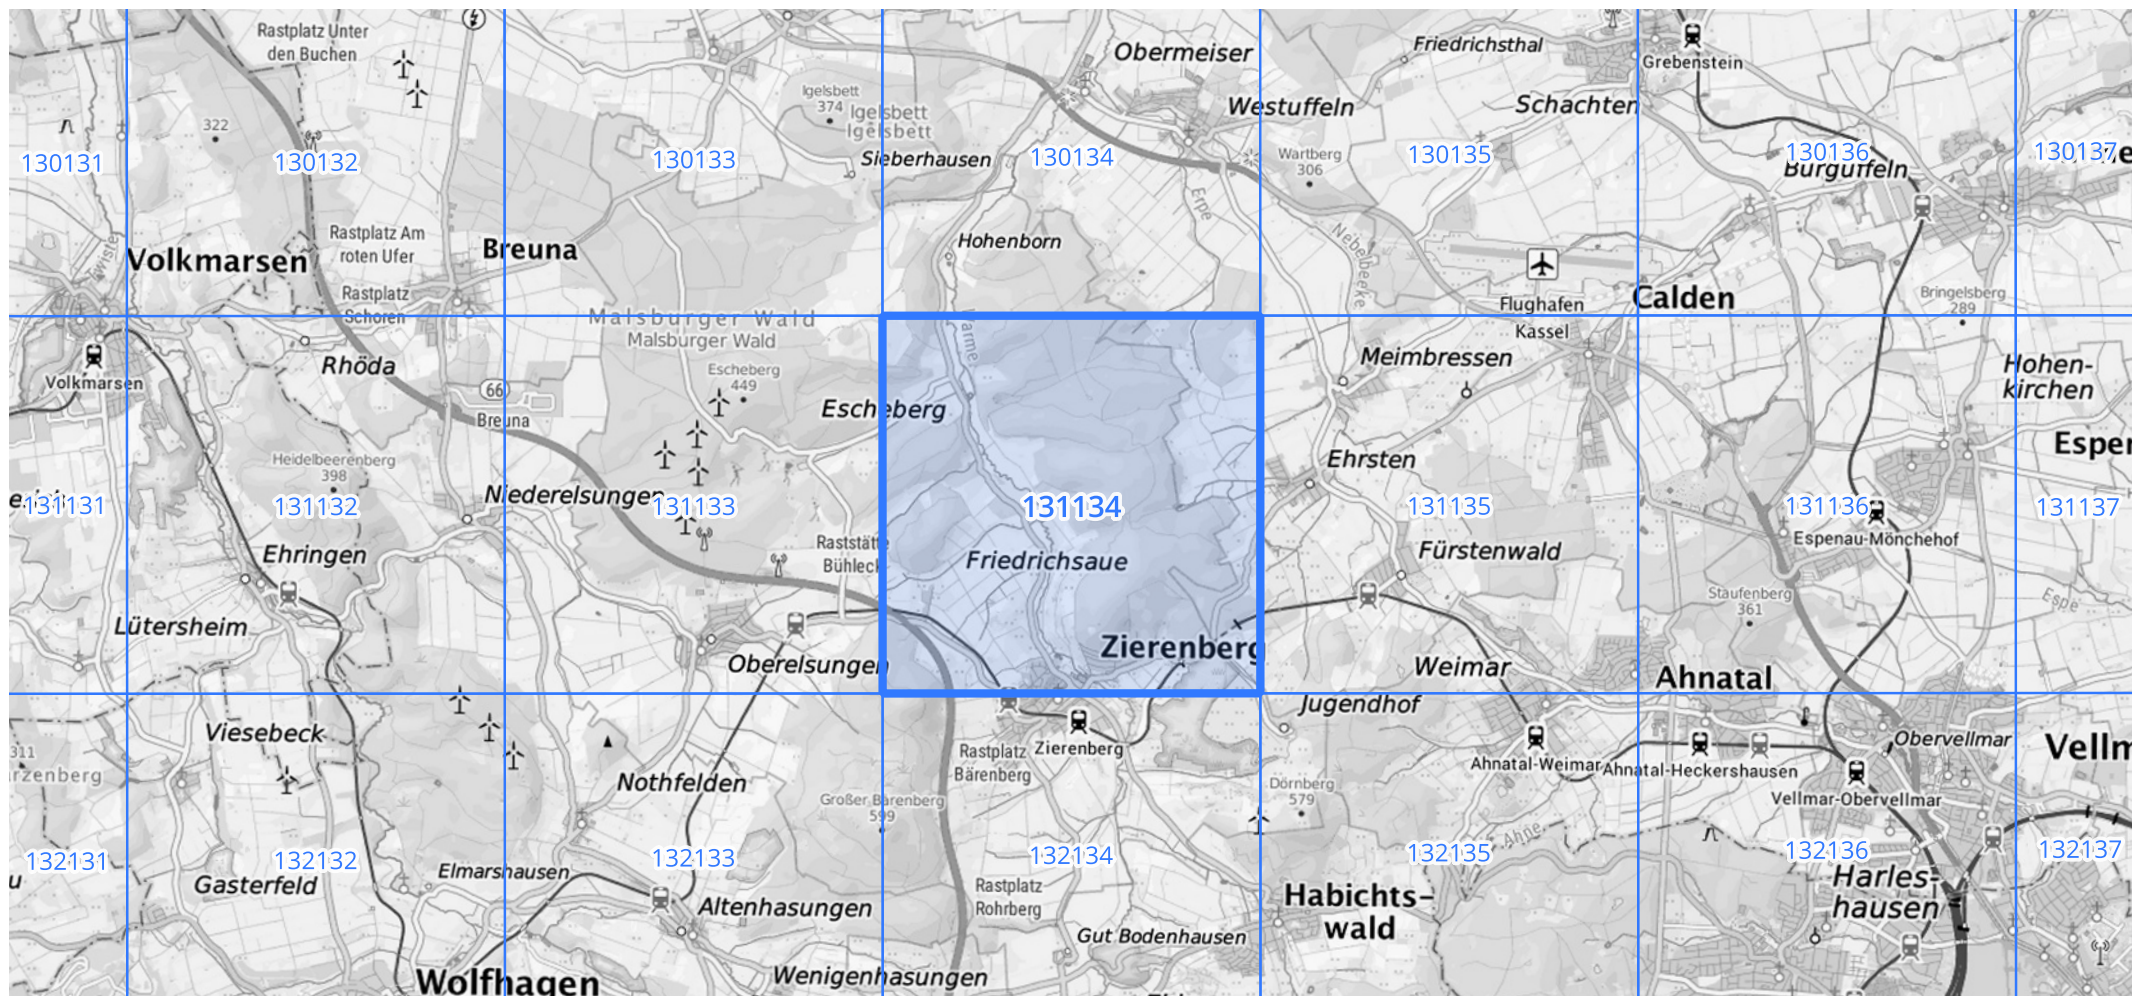 Rastplatz Unter
den Buchen
Obermeiser
Friedrichsthal
Grebenstein
Igelsbett
374
Igelsbett
Igelsbett
Westuffeln
Schachten
322
130131
130132
130133
Sieberhausen
130134
Wartberg
306
130135
130136
Burguffeln
130137
Erpe
Twiste
Volkmarsen
Rastplatz Am
roten Ufer
Breuna
Hohenborn
Nebelbeeke
Rastplatz
Schoren
Flughafen
Kassel
Calden
Bringelsberg
289
Malsburger Wald
Malsburger Wald
Warme
Volkmarsen
Rhöda
66
Breuna
Escheberg
449
Escheberg
Meimbressen
Hohen-
kirchen
Espen
Heidelbeerenberg
398
Niederelsungen
Ehrsten
131131
131132
131133
131134
131135
131136
131137
Espenau-Mönchehof
Ehringen
Raststätte
Bühleck
Friedrichsaue
Fürstenwald
Staufenberg
361
Espe
Lütersheim
Oberelsungen
Zierenberg
Weimar
Ahnatal
Viesebeck
Jugendhof
Rastplatz
Bärenberg
Zierenberg
Ahnatal-Weimar
Ahnatal-Heckershausen
Obervellmar
Vellm
311
rzenberg
Nothfelden
Großer Bärenberg
599
Dörnberg
579
Vellmar-Obervellmar
Ahne
132131
132132
132133
132134
132135
132136
132137
Gasterfeld
Elmarshausen
Altenhasungen
Rastplatz
Rohrberg
Habichts-
wald
Harles-
hausen
Gut Bodenhausen
Wolfhagen
Wenigenhasungen